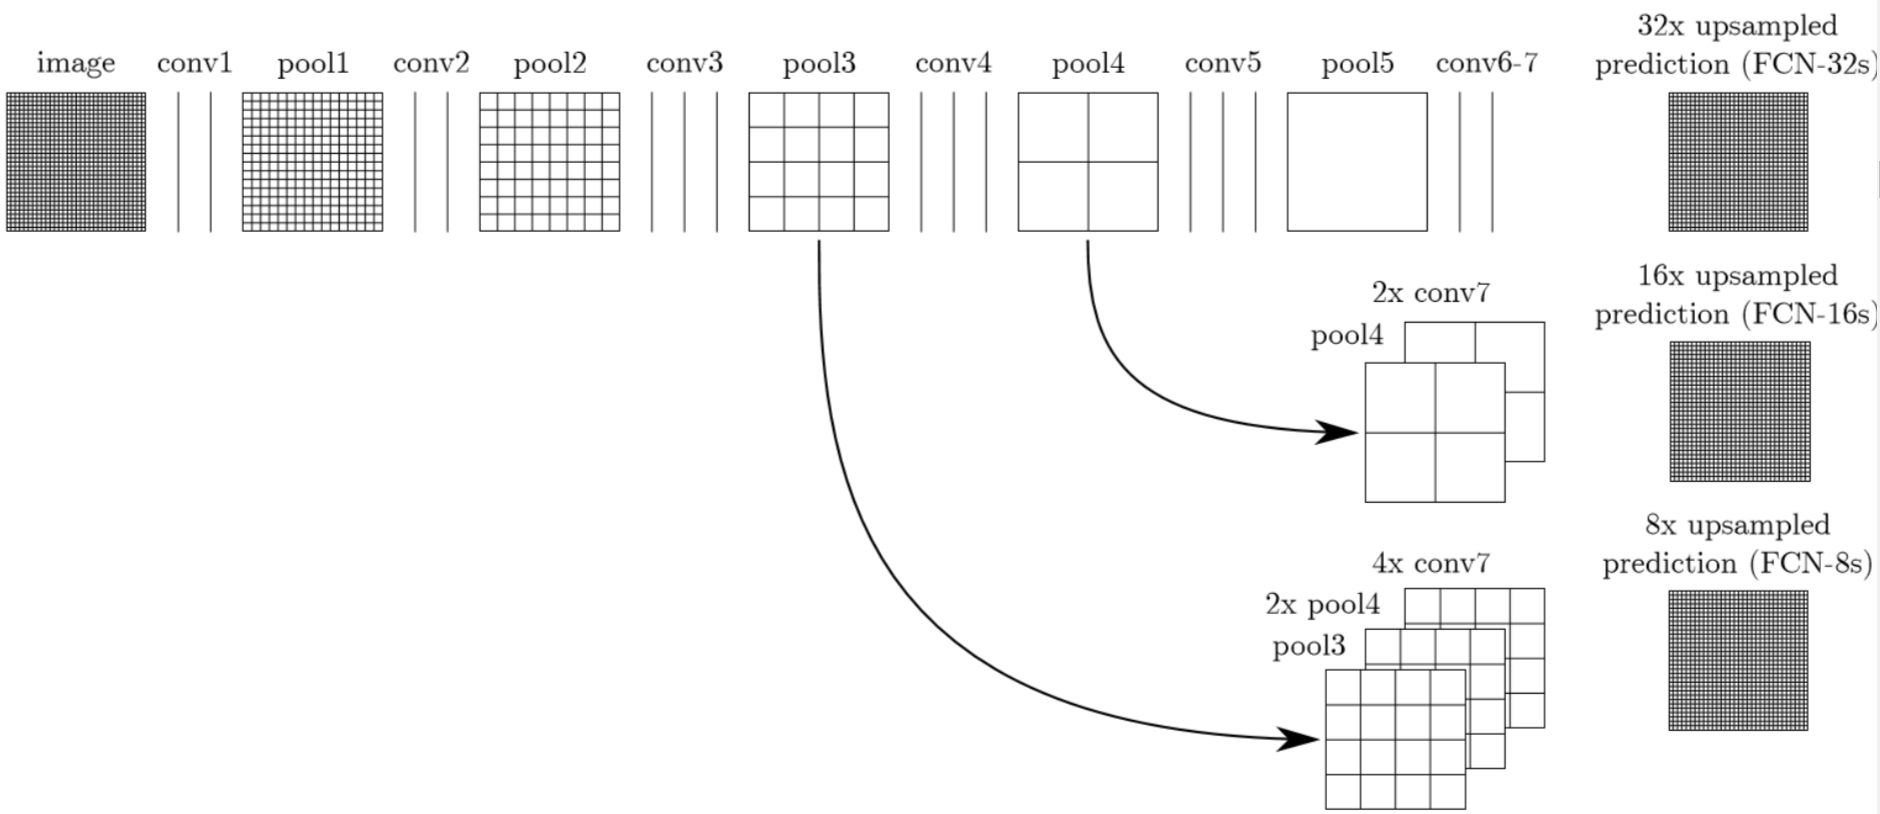 image conv1 pool1 conv2 pool2 conv3 pool3 conv4 pool4 conv5 pool5 conv6-7
32x upsampled
prediction (FCN-32s)
2x conv7
pool4
16x upsampled
prediction (FCN-16s)
4x conv7
2x pool4
pool3
8x upsampled
prediction (FCN-8s)